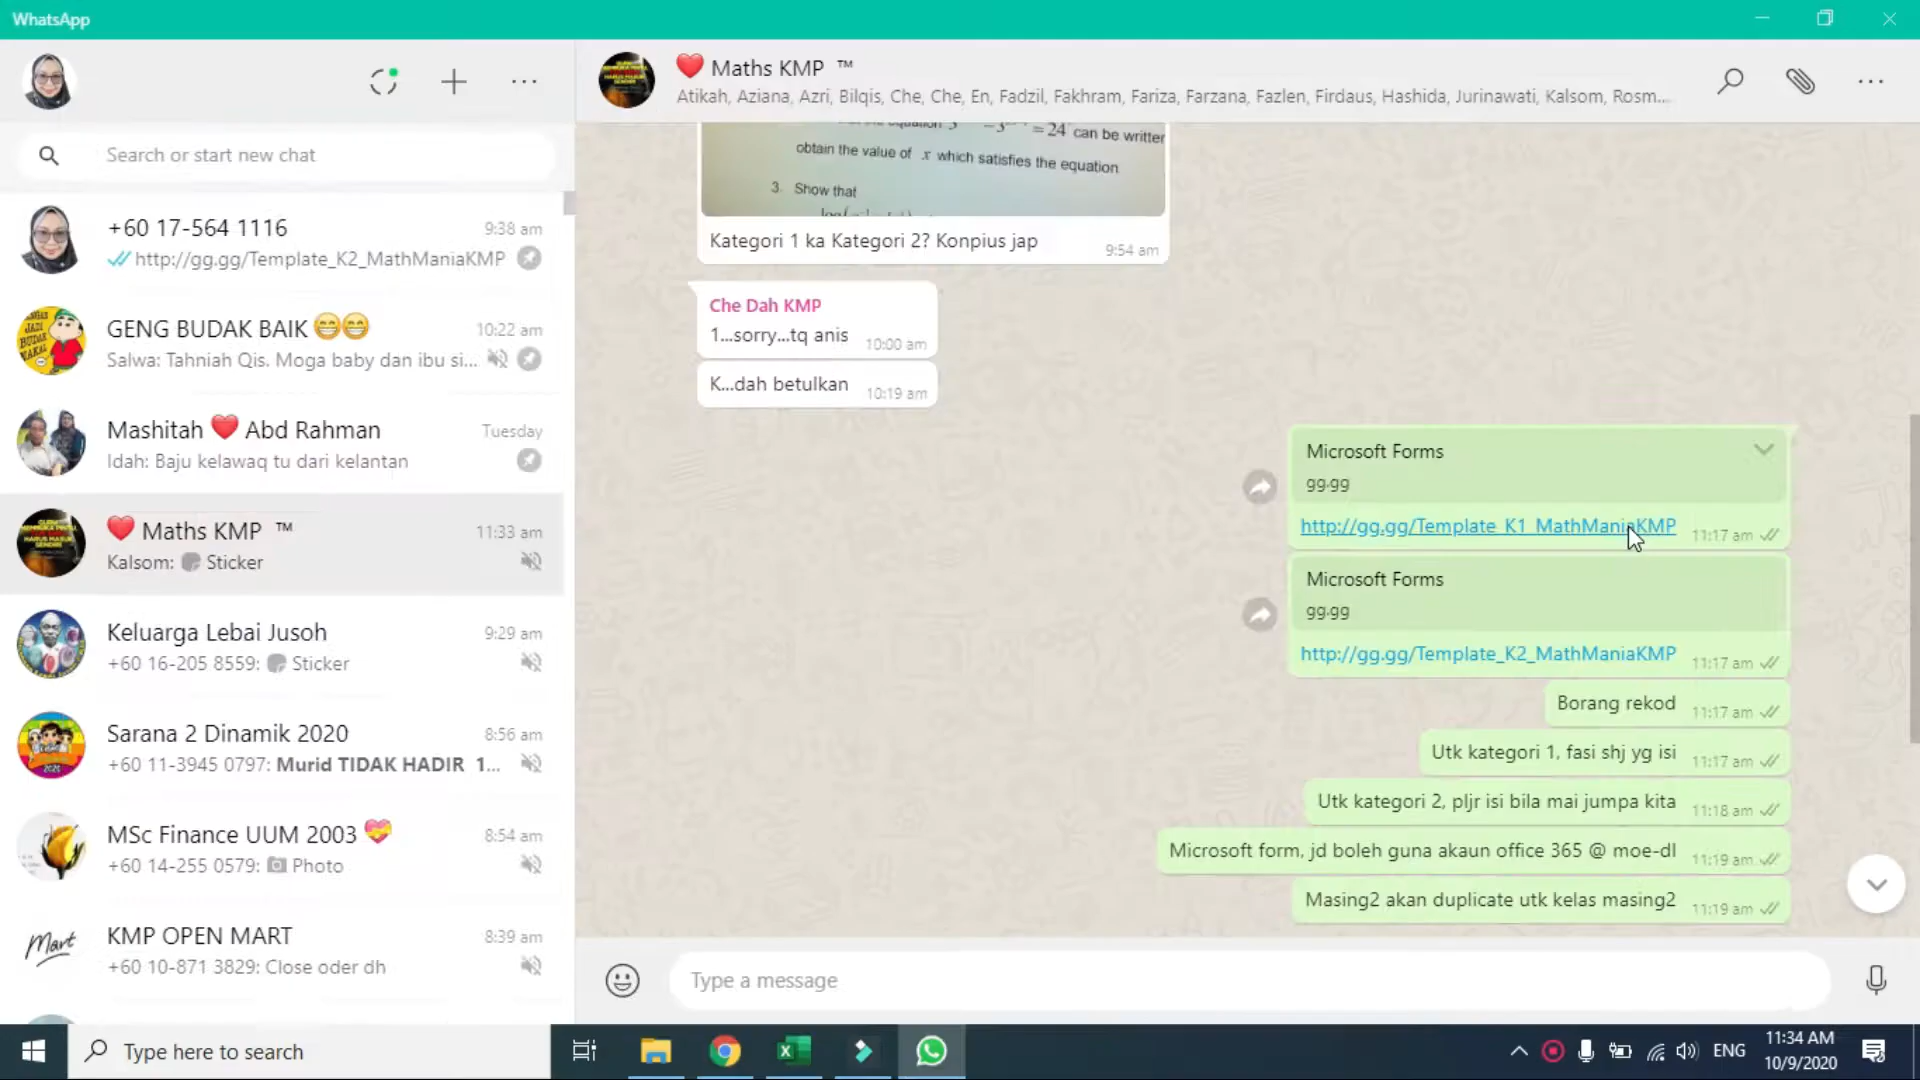 WhatsApp
Search or start new chat
+60 17-564 1116
9:38 am
http://gg.gg/Template_K2_MathManiaKMP
GENG BUDAK BAIK 😁😁
10:22 am
Salwa: Tahniah Qis. Moga baby dan ibu si...
Mashitah ❤️ Abd Rahman
Tuesday
Idah: Baju kelawaq tu dari kelantan
❤️ Maths KMP ™
11:33 am
Kalsom: Sticker
Keluarga Lebai Jusoh
9:29 am
+60 16-205 8559: Sticker
Sarana 2 Dinamik 2020
8:56 am
+60 11-3945 0797: Murid TIDAK HADIR 1...
MSc Finance UUM 2003 💝
8:54 am
+60 14-255 0579: Photo
Mart
KMP OPEN MART
8:39 am
+60 10-871 3829: Close oder dh
❤️ Maths KMP ™
Atikah, Aziana, Azri, Bilqis, Che, Che, En, Fadzil, Fakhram, Fariza, Farzana, Fazlen, Firdaus, Hashida, Jurinawati, Kalsom, Rosm...
= 24 can be writter
obtain the value of x which satisfies the equation
3. Show that
Kategori 1 ka Kategori 2? Konpius jap
9:54 am
Che Dah KMP
1...sorry...tq anis
10:00 am
K...dah betulkan
10:19 am
Microsoft Forms
99·99
http://gg.gg/Template_K1_MathManiaKMP
11:17 am
Microsoft Forms
99·99
http://gg.gg/Template_K2_MathManiaKMP
11:17 am
Borang rekod
11:17 am
Utk kategori 1, fasi shj yg isi
11:17 am
Utk kategori 2, pljr isi bila mai jumpa kita
11:18 am
Microsoft form, jd boleh guna akaun office 365 @ moe-dl
11:19 am
Masing2 akan duplicate utk kelas masing2
11:19 am
Type a message
Type here to search
ENG
11:34 AM
10/9/2020